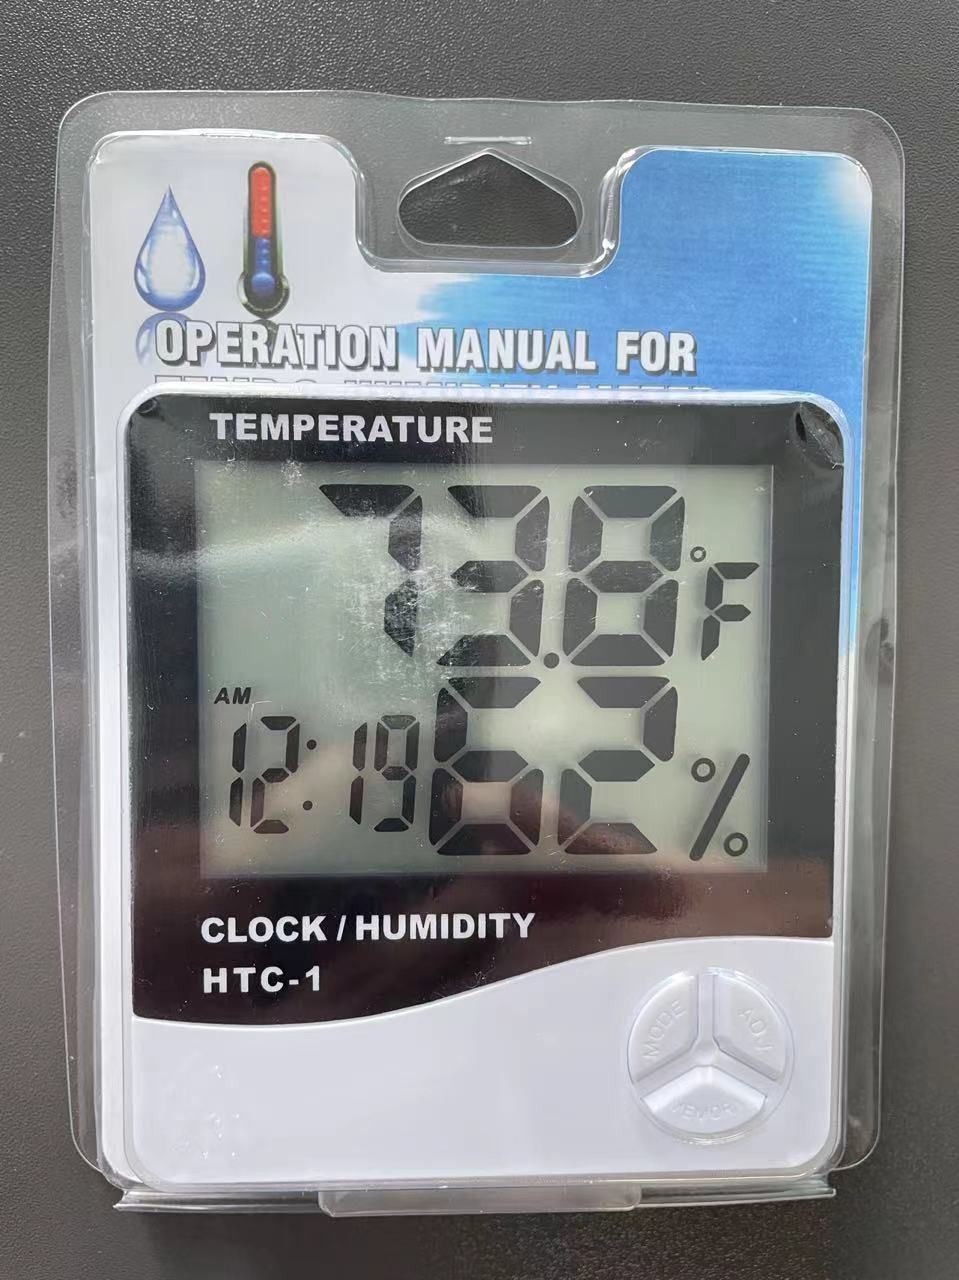 OPERATION MANUAL FOR
TEMPERATURE
73.8 °F
AM
12:19 62 %
CLOCK / HUMIDITY
HTC-1
MODE ADJ
MEMORY